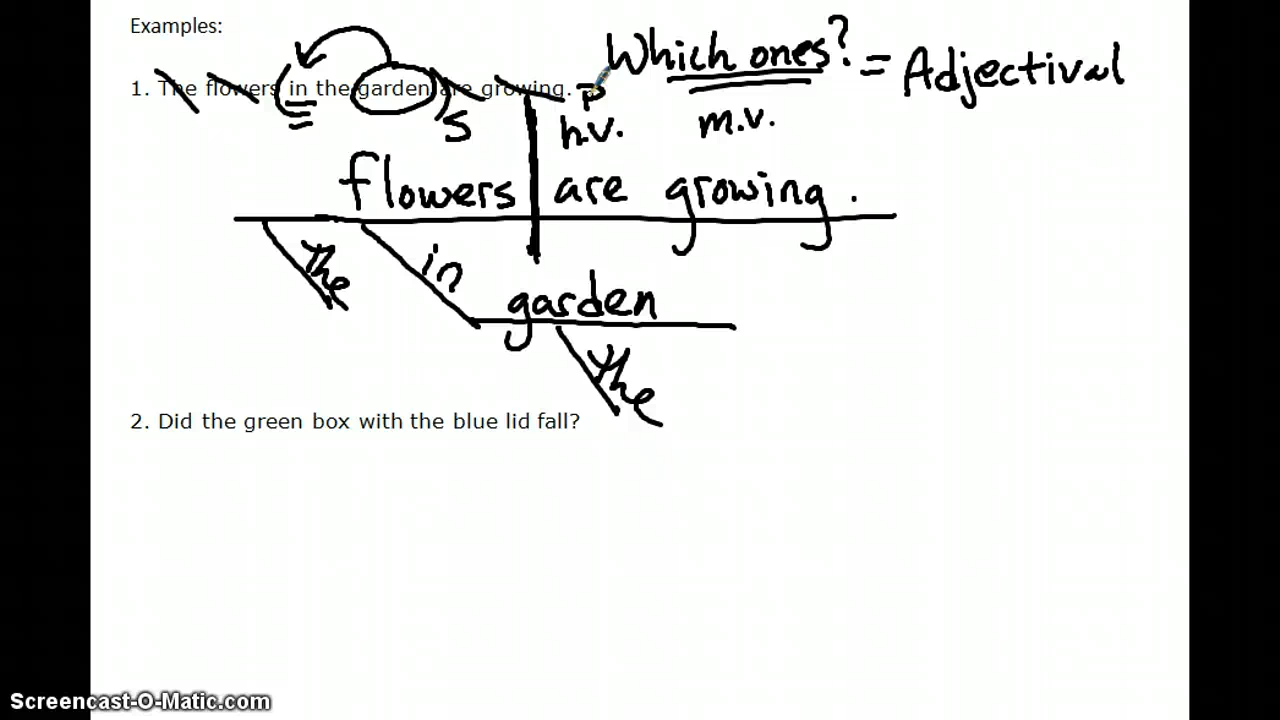 Examples:
Which ones? = Adjectival
1. The flowers in the garden are growing.
S P
h.v. m.v.
flowers are growing.
the in
garden
the
2. Did the green box with the blue lid fall?
Screencast-O-Matic.com